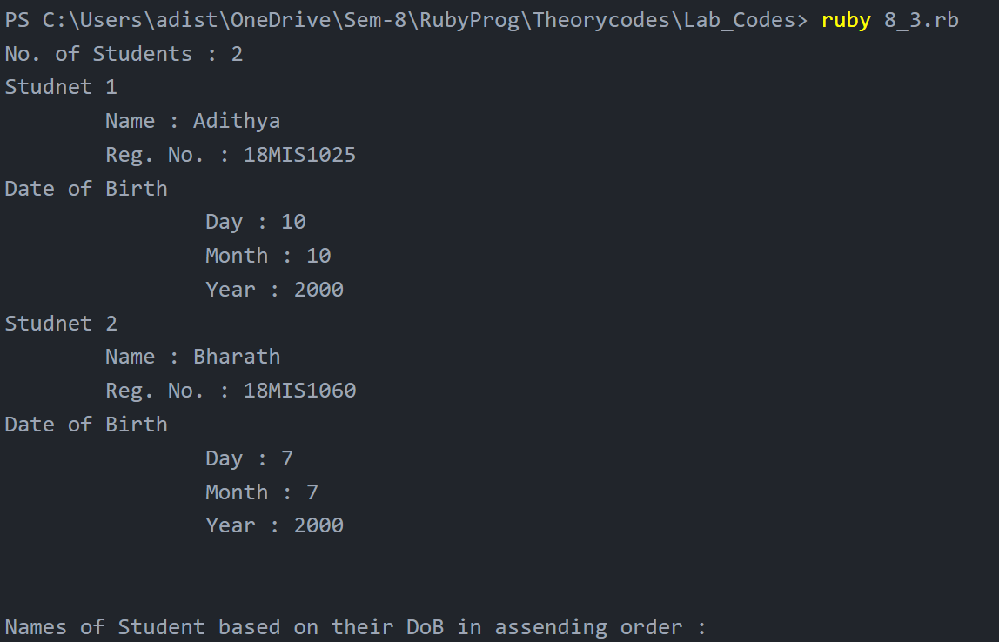 PS C:\Users\adist\OneDrive\Sem-8\RubyProg\Theorycodes\Lab_Codes> ruby 8_3.rb
No. of Students : 2
Studnet 1
Name : Adithya
Reg. No. : 18MIS1025
Date of Birth
Day : 10
Month : 10
Year : 2000
Studnet 2
Name : Bharath
Reg. No. : 18MIS1060
Date of Birth
Day : 7
Month : 7
Year : 2000
Names of Student based on their DoB in assending order :